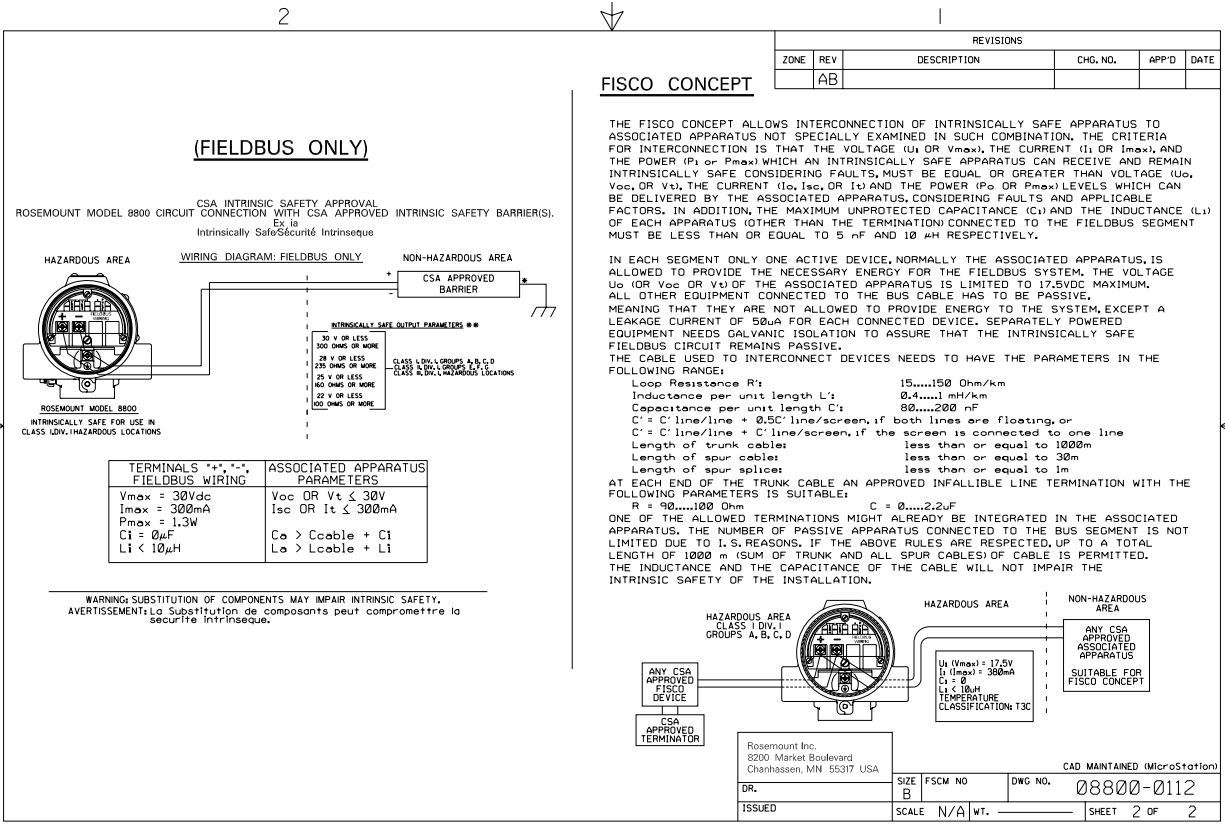 2
1
REVISIONS
ZONE REV DESCRIPTION CHG. NO. APP'D DATE
AB
(FIELDBUS ONLY)
CSA INTRINSIC SAFETY APPROVAL
ROSEMOUNT MODEL 8800 CIRCUIT CONNECTION WITH CSA APPROVED INTRINSIC SAFETY BARRIER(S).
Ex ia
Intrinsically SafeSécurité Intrinseque
HAZARDOUS AREA
WIRING DIAGRAM: FIELDBUS ONLY
NON-HAZARDOUS AREA
+
-
CSA APPROVED
BARRIER
*
FIELDBUS
WIRING
+ -
INTRINSICALLY SAFE OUTPUT PARAMETERS **
30 V OR LESS
300 OHMS OR MORE
28 V OR LESS
235 OHMS OR MORE
25 V OR LESS
160 OHMS OR MORE
22 V OR LESS
100 OHMS OR MORE
CLASS I, DIV. I, GROUPS A, B, C, D
CLASS II, DIV. I, GROUPS E, F, G
CLASS III, DIV. I, HAZARDOUS LOCATIONS
ROSEMOUNT MODEL 8800
INTRINSICALLY SAFE FOR USE IN
CLASS I,DIV. I HAZARDOUS LOCATIONS
TERMINALS "+", "-",
FIELDBUS WIRING
ASSOCIATED APPARATUS
PARAMETERS
Vmax = 30Vdc
Imax = 300mA
Pmax = 1.3W
Ci = 0µF
Li < 10µH
Voc OR Vt ≤ 30V
Isc OR It ≤ 300mA
Ca > Ccable + Ci
La > Lcable + Li
WARNING: SUBSTITUTION OF COMPONENTS MAY IMPAIR INTRINSIC SAFETY.
AVERTISSEMENT: La Substitution de composants peut compromettre la
securite intrinseque.
FISCO CONCEPT
THE FISCO CONCEPT ALLOWS INTERCONNECTION OF INTRINSICALLY SAFE APPARATUS TO
ASSOCIATED APPARATUS NOT SPECIALLY EXAMINED IN SUCH COMBINATION. THE CRITERIA
FOR INTERCONNECTION IS THAT THE VOLTAGE (Ui OR Vmax), THE CURRENT (Ii OR Imax), AND
THE POWER (Pi or Pmax) WHICH AN INTRINSICALLY SAFE APPARATUS CAN RECEIVE AND REMAIN
INTRINSICALLY SAFE CONSIDERING FAULTS, MUST BE EQUAL OR GREATER THAN VOLTAGE (Uo,
Voc, OR Vt), THE CURRENT (Io, Isc, OR It) AND THE POWER (Po OR Pmax) LEVELS WHICH CAN
BE DELIVERED BY THE ASSOCIATED APPARATUS, CONSIDERING FAULTS AND APPLICABLE
FACTORS. IN ADDITION, THE MAXIMUM UNPROTECTED CAPACITANCE (Ci) AND THE INDUCTANCE (Li)
OF EACH APPARATUS (OTHER THAN THE TERMINATION) CONNECTED TO THE FIELDBUS SEGMENT
MUST BE LESS THAN OR EQUAL TO 5 nF AND 10 µH RESPECTIVELY.
IN EACH SEGMENT ONLY ONE ACTIVE DEVICE, NORMALLY THE ASSOCIATED APPARATUS, IS
ALLOWED TO PROVIDE THE NECESSARY ENERGY FOR THE FIELDBUS SYSTEM. THE VOLTAGE
Uo (OR Voc OR Vt) OF THE ASSOCIATED APPARATUS IS LIMITED TO 17.5VDC MAXIMUM.
ALL OTHER EQUIPMENT CONNECTED TO THE BUS CABLE HAS TO BE PASSIVE,
MEANING THAT THEY ARE NOT ALLOWED TO PROVIDE ENERGY TO THE SYSTEM, EXCEPT A
LEAKAGE CURRENT OF 50uA FOR EACH CONNECTED DEVICE. SEPARATELY POWERED
EQUIPMENT NEEDS GALVANIC ISOLATION TO ASSURE THAT THE INTRINSICALLY SAFE
FIELDBUS CIRCUIT REMAINS PASSIVE.
THE CABLE USED TO INTERCONNECT DEVICES NEEDS TO HAVE THE PARAMETERS IN THE
FOLLOWING RANGE:
Loop Resistance R': 15.....150 Ohm/km
Inductance per unit length L': 0.4.....1 mH/km
Capacitance per unit length C': 80.....200 nF
C' = C' line/line + 0.5C' line/screen, if both lines are floating, or
C' = C' line/line + C' line/screen, if the screen is connected to one line
Length of trunk cable: less than or equal to 1000m
Length of spur cable: less than or equal to 30m
Length of spur splice: less than or equal to 1m
AT EACH END OF THE TRUNK CABLE AN APPROVED INFALLIBLE LINE TERMINATION WITH THE
FOLLOWING PARAMETERS IS SUITABLE:
R = 90.....100 Ohm C = 0.....2.2uF
ONE OF THE ALLOWED TERMINATIONS MIGHT ALREADY BE INTEGRATED IN THE ASSOCIATED
APPARATUS. THE NUMBER OF PASSIVE APPARATUS CONNECTED TO THE BUS SEGMENT IS NOT
LIMITED DUE TO I. S. REASONS. IF THE ABOVE RULES ARE RESPECTED, UP TO A TOTAL
LENGTH OF 1000 m (SUM OF TRUNK AND ALL SPUR CABLES) OF CABLE IS PERMITTED.
THE INDUCTANCE AND THE CAPACITANCE OF THE CABLE WILL NOT IMPAIR THE
INTRINSIC SAFETY OF THE INSTALLATION.
HAZARDOUS AREA
CLASS I DIV. I
GROUPS A, B, C, D
HAZARDOUS AREA
NON-HAZARDOUS
AREA
FIELDBUS
WIRING
+ -
ANY CSA
APPROVED
ASSOCIATED
APPARATUS
SUITABLE FOR
FISCO CONCEPT
ANY CSA
APPROVED
FISCO
DEVICE
CSA
APPROVED
TERMINATOR
Ui (Vmax) = 17.5V
Ii (Imax) = 380mA
Ci = 0
Li < 10uH
TEMPERATURE
CLASSIFICATION: T3C
Rosemount Inc.
8200 Market Boulevard
Chanhassen, MN 55317 USA
CAD MAINTAINED (MicroStation)
DR.
ISSUED
SIZE
B
FSCM NO
DWG NO.
08800-0112
SCALE N/A WT. SHEET 2 OF 2